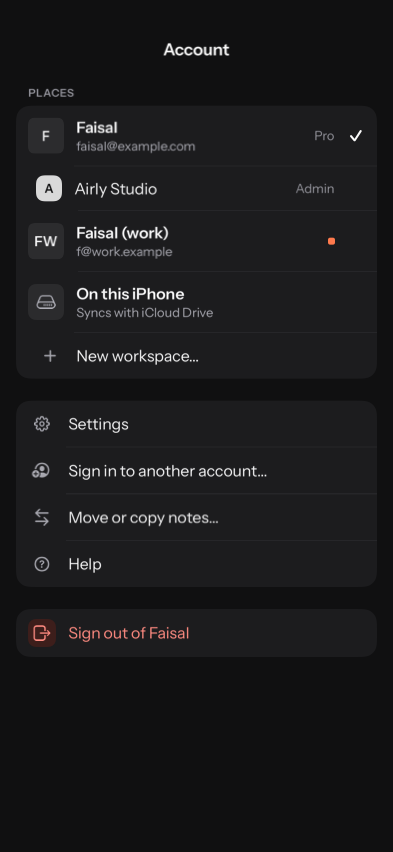 Account
PLACES
F
Faisal
Pro
faisal@example.com
A
Airly Studio
Admin
FW
Faisal (work)
f@work.example
On this iPhone
Syncs with iCloud Drive
New workspace...
Settings
Sign in to another account...
Move or copy notes...
Help
Sign out of Faisal